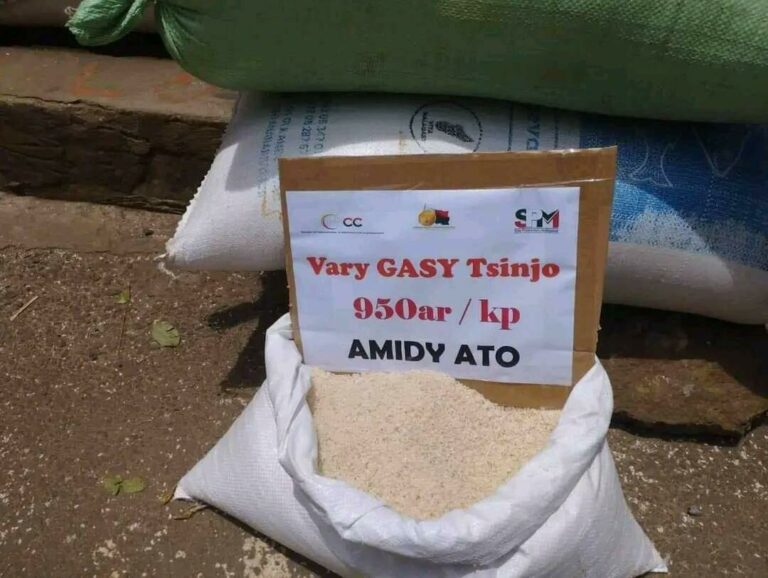 CC
SPM
Vary GASY Tsinjo
950ar / kp
AMIDY ATO